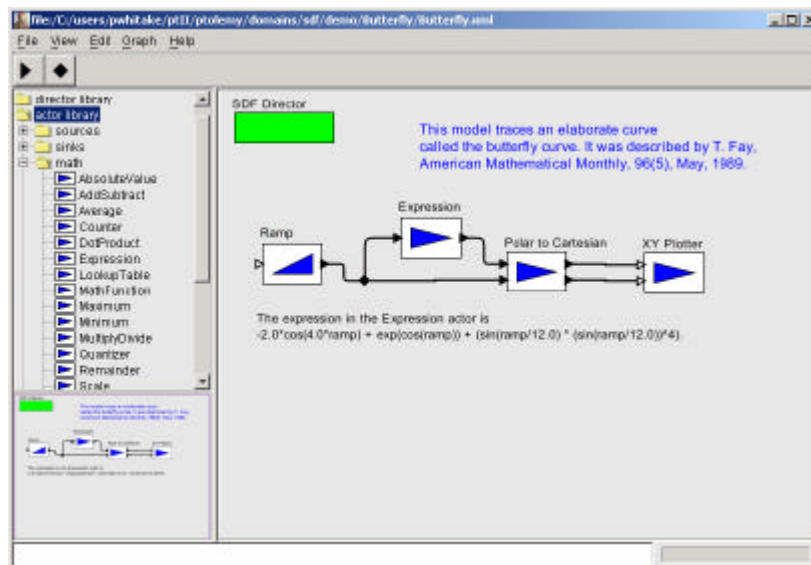 file:/C:/users/pwhitake/ptII/ptolemy/domains/sdf/demo/Butterfly/Butterfly.xml
File View Edit Graph Help
director library
actor library
sources
sinks
math
AbsoluteValue
AddSubtract
Average
Counter
DotProduct
Expression
LookupTable
MathFunction
Maximum
Minimum
MultiplyDivide
Quantizer
Remainder
Scale
SDF Director
This model traces an elaborate curve
called the butterfly curve. It was described by T. Fay,
American Mathematical Monthly, 96(5), May, 1989.
Ramp
Expression
Polar to Cartesian
XY Plotter
The expression in the Expression actor is
-2.0*cos(4.0*ramp) + exp(cos(ramp)) + (sin(ramp/12.0) * (sin(ramp/12.0))^4)